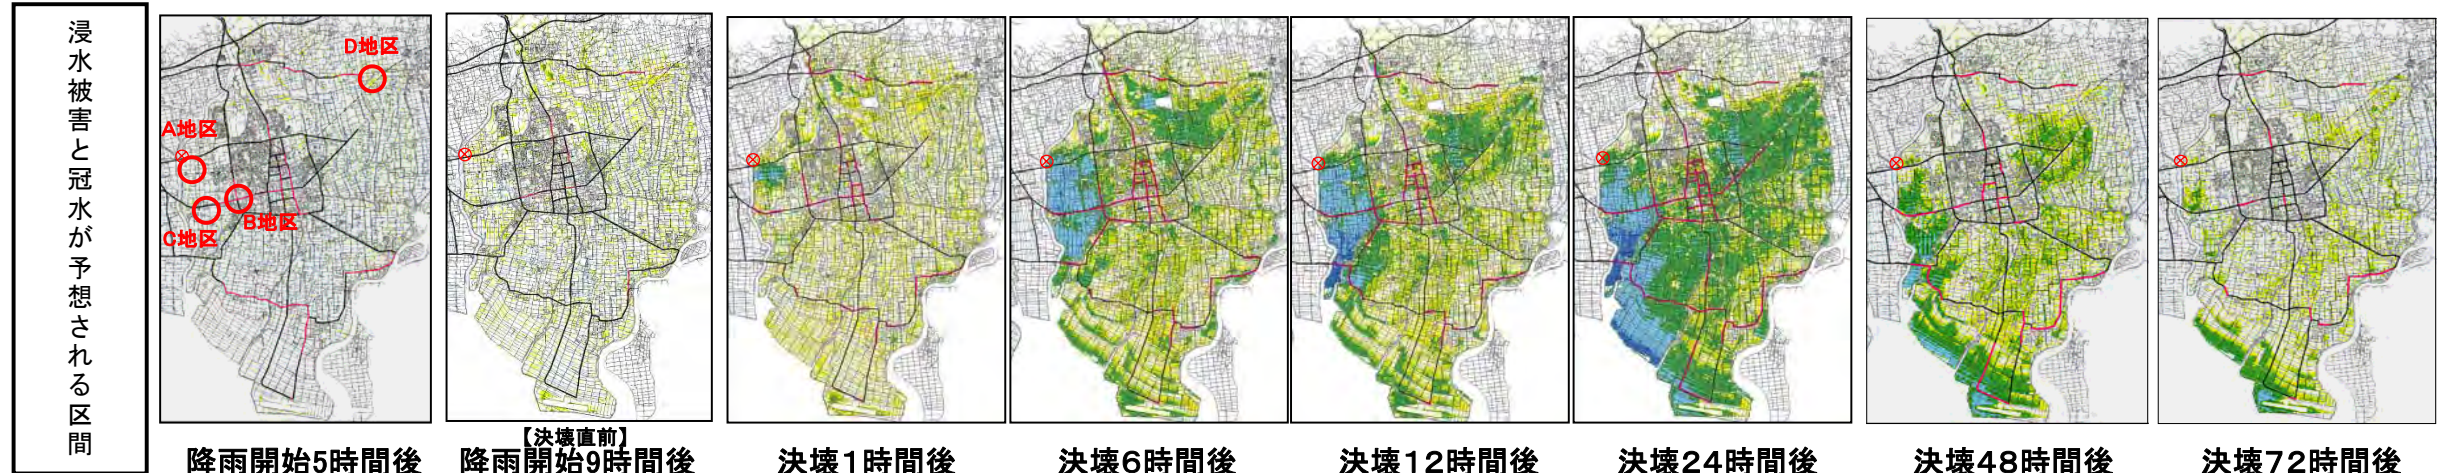 浸水被害と冠水が予想される区間
D地区
A地区
B地区
C地区
降雨開始5時間後
【決壊直前】
降雨開始9時間後
決壊1時間後
決壊6時間後
決壊12時間後
決壊24時間後
決壊48時間後
決壊72時間後